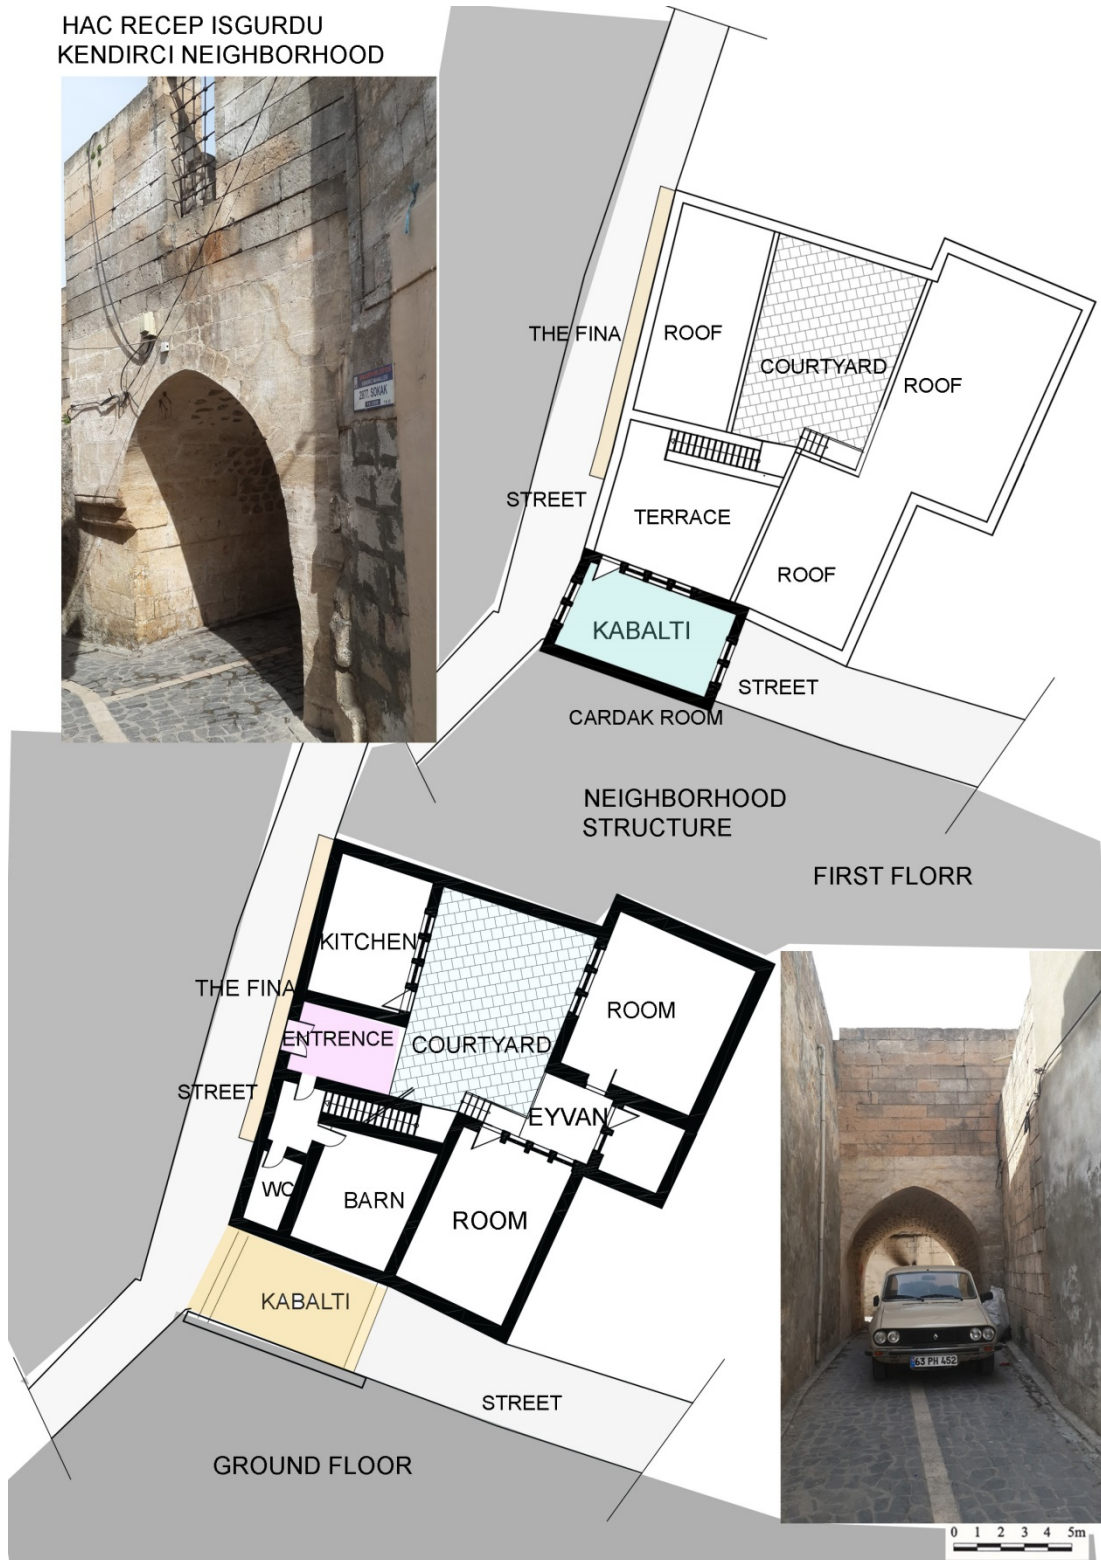 HAC RECEP ISGURDU
KENDIRCI NEIGHBORHOOD
2977. SOKAK
THE FINA
ROOF
COURTYARD
ROOF
STREET
TERRACE
ROOF
KABALTI
STREET
CARDAK ROOM
NEIGHBORHOOD
STRUCTURE
FIRST FLORR
KITCHEN
THE FINA
ROOM
ENTRENCE
COURTYARD
STREET
EYVAN
WC
BARN
ROOM
KABALTI
63 PH 452
STREET
GROUND FLOOR
0 1 2 3 4 5m